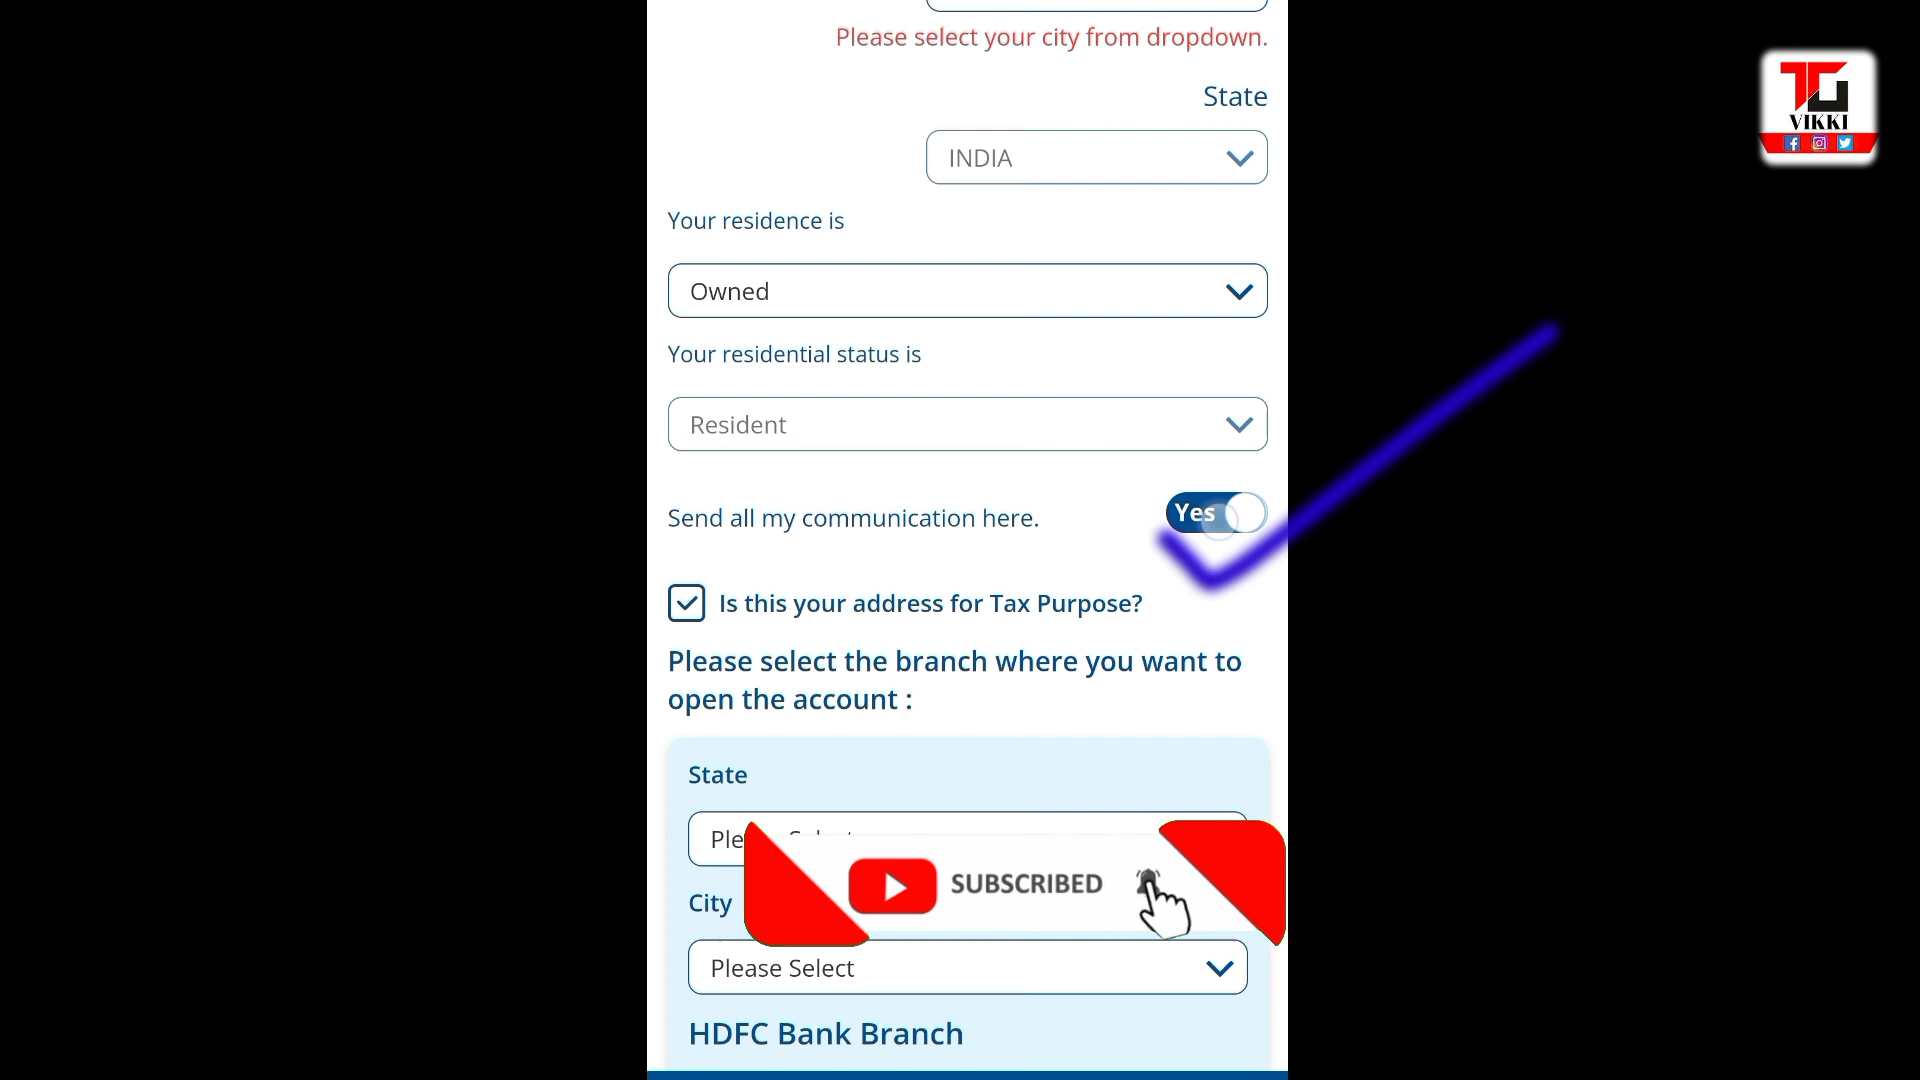 Please select your city from dropdown.
State
INDIA
Your residence is
Owned
Your residential status is
Resident
Send all my communication here.
Yes
Is this your address for Tax Purpose?
Please select the branch where you want to
open the account :
State
City
SUBSCRIBED
Please Select
HDFC Bank Branch
TG
VIKKI